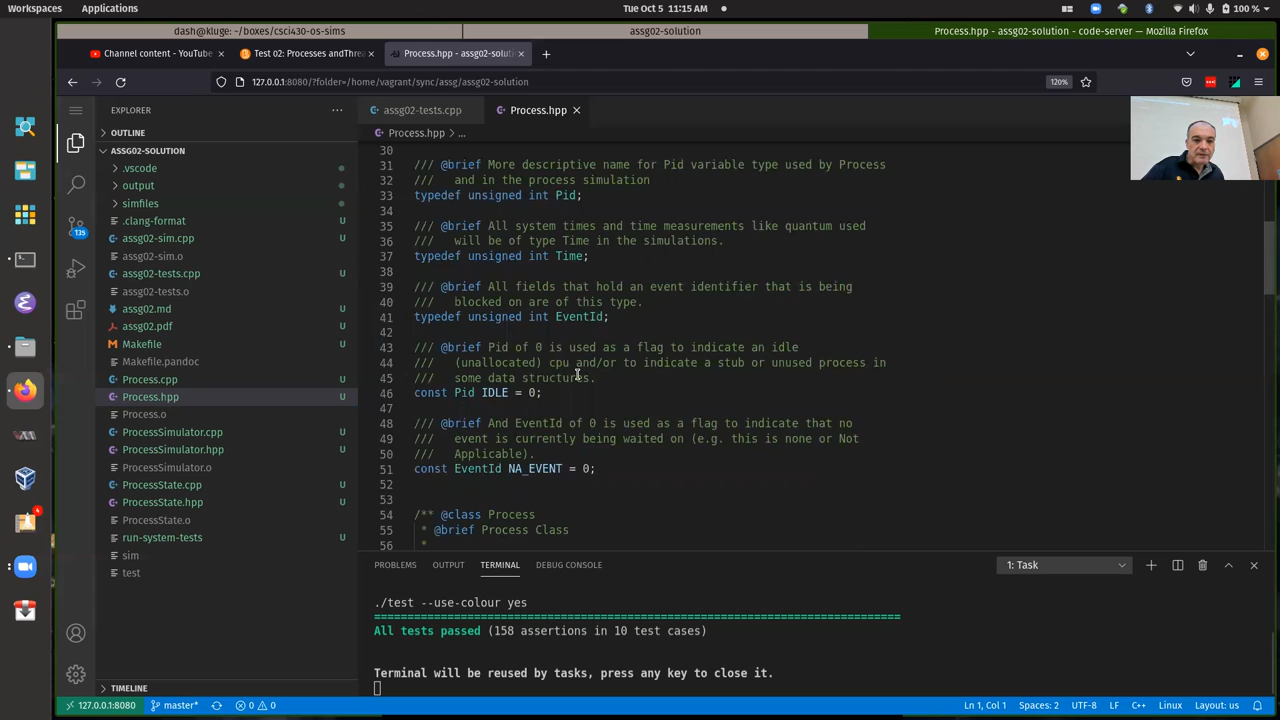 Workspaces Applications Tue Oct 5 11:15 AM 100 %
dash@kluge: ~/boxes/csci430-os-sims assg02-solution Process.hpp - assg02-solution - code-server — Mozilla Firefox
Channel content - YouTube Test 02: Processes andThrea Process.hpp - assg02-soluti
127.0.0.1:8080/?folder=/home/vagrant/sync/assg/assg02-solution 120%
EXPLORER
OUTLINE
ASSG02-SOLUTION
.vscode
output
simfiles
.clang-format U
assg02-sim.cpp U
assg02-sim.o
assg02-tests.cpp U
assg02-tests.o
assg02.md U
assg02.pdf U
Makefile U
Makefile.pandoc
Process.cpp U
Process.hpp U
Process.o
ProcessSimulator.cpp U
ProcessSimulator.hpp U
ProcessSimulator.o
ProcessState.cpp U
ProcessState.hpp U
ProcessState.o
run-system-tests U
sim
test
TIMELINE
135
4
assg02-tests.cpp Process.hpp
Process.hpp > ...
30
31 /// @brief More descriptive name for Pid variable type used by Process
32 /// and in the process simulation
33 typedef unsigned int Pid;
34
35 /// @brief All system times and time measurements like quantum used
36 /// will be of type Time in the simulations.
37 typedef unsigned int Time;
38
39 /// @brief All fields that hold an event identifier that is being
40 /// blocked on are of this type.
41 typedef unsigned int EventId;
42
43 /// @brief Pid of 0 is used as a flag to indicate an idle
44 /// (unallocated) cpu and/or to indicate a stub or unused process in
45 /// some data structures.
46 const Pid IDLE = 0;
47
48 /// @brief And EventId of 0 is used as a flag to indicate that no
49 /// event is currently being waited on (e.g. this is none or Not
50 /// Applicable).
51 const EventId NA_EVENT = 0;
52
53
54 /** @class Process
55 * @brief Process Class
56 *
PROBLEMS OUTPUT TERMINAL DEBUG CONSOLE 1: Task
./test --use-colour yes
===============================================================================
All tests passed (158 assertions in 10 test cases)
Terminal will be reused by tasks, press any key to close it.
127.0.0.1:8080 master* 0 0 Ln 1, Col 1 Spaces: 2 UTF-8 LF C++ Linux Layout: us